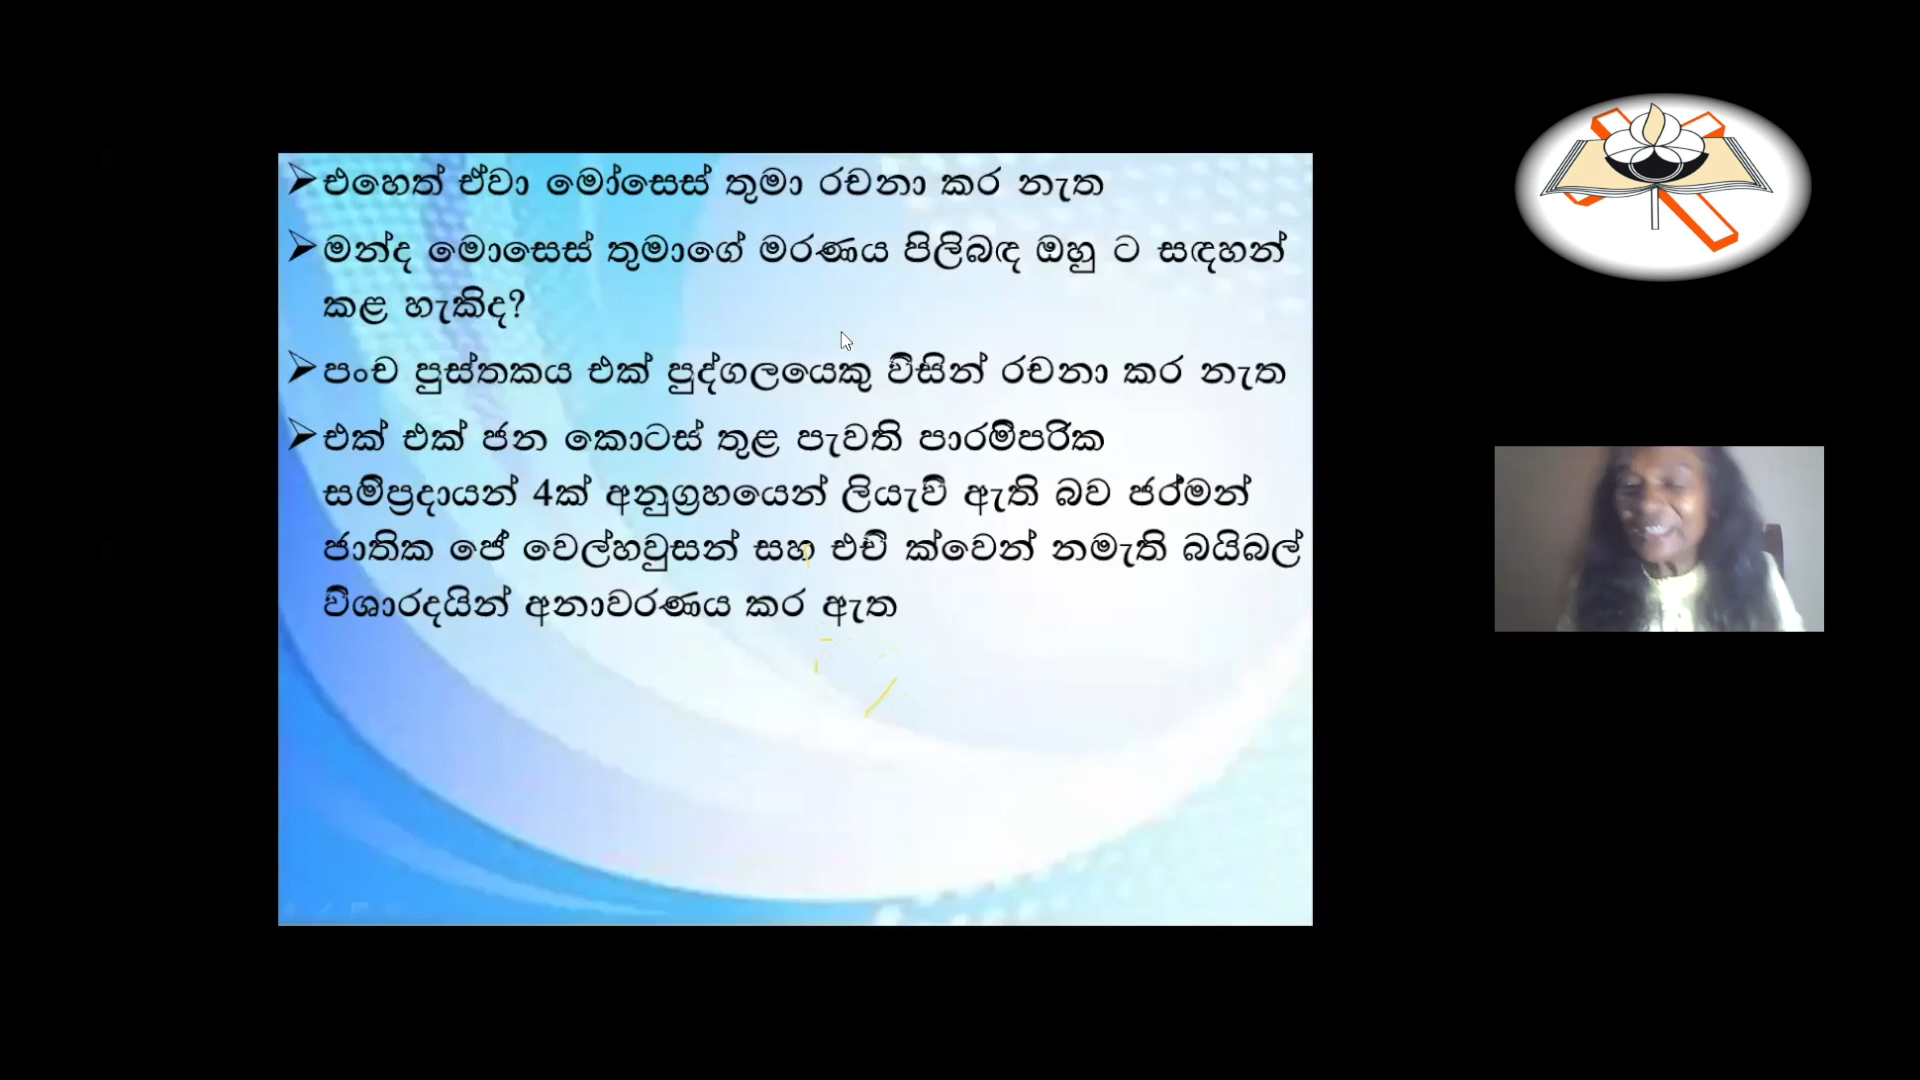 එහෙත් ඒවා මෝසෙස් තුමා රචනා කර නැත
මන්ද මොසෙස් තුමාගේ මරණය පිලිබඳ ඔහු ට සඳහන්
කළ හැකිද?
පංච පුස්තකය එක් පුද්ගලයෙකු විසින් රචනා කර නැත
එක් එක් ජන කොටස් තුළ පැවති පාරම්පරික
සම්ප්‍රදායන් 4ක් අනුග්‍රහයෙන් ලියැවී ඇති බව ජර්මන්
ජාතික ජේ වෙල්හවුසන් සහ එච් ක්වෙන් නමැති බයිබල්
විශාරදයින් අනාවරණය කර ඇත